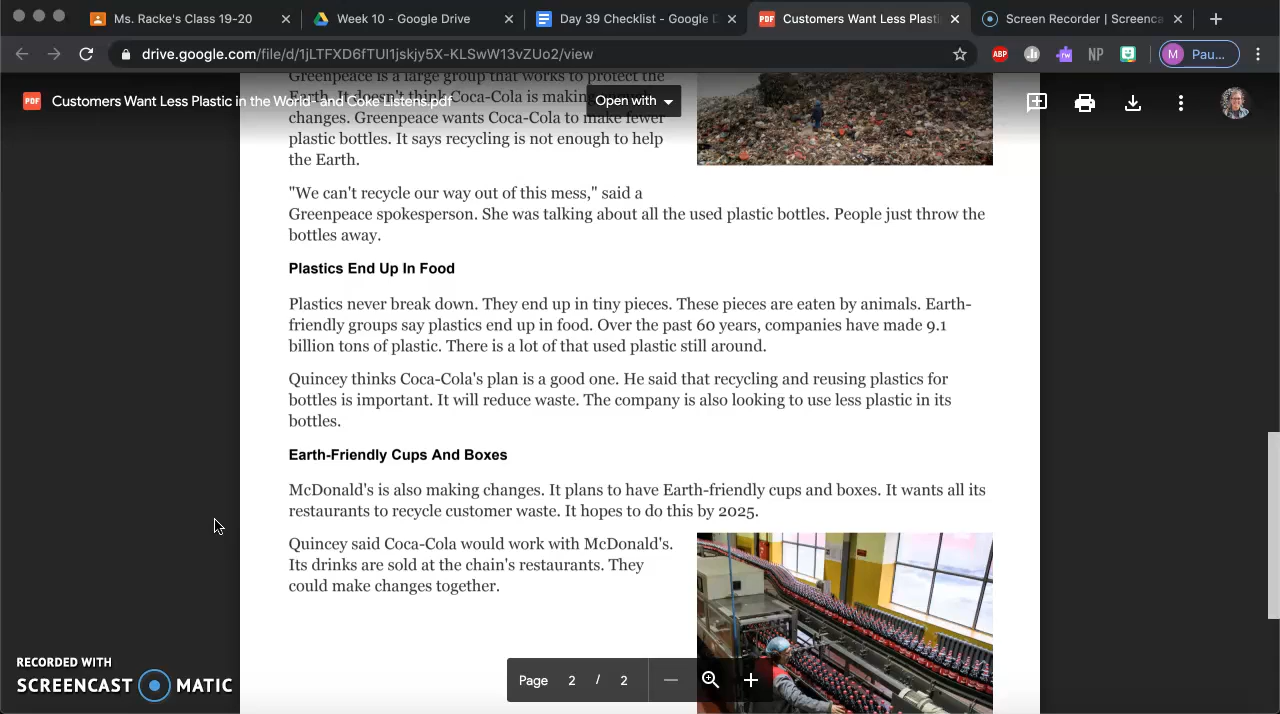 Ms. Racke's Class 19-20
Week 10 - Google Drive
Day 39 Checklist - Google D
PDF Customers Want Less Plasti
Screen Recorder | Screenca
drive.google.com/file/d/1jLTFXD6fTUI1jskjy5X-KLSwW13vZUo2/view
ABP
NP
M Pau...
Greenpeace is a large group that works to protect the
PDF Customers Want Less Plastic in the World- and Coke Listens.pdf
Open with
Earth. It doesn't think Coca-Cola is making
changes. Greenpeace wants Coca-Cola to make fewer
plastic bottles. It says recycling is not enough to help
the Earth.
"We can't recycle our way out of this mess," said a
Greenpeace spokesperson. She was talking about all the used plastic bottles. People just throw the
bottles away.
Plastics End Up In Food
Plastics never break down. They end up in tiny pieces. These pieces are eaten by animals. Earth-
friendly groups say plastics end up in food. Over the past 60 years, companies have made 9.1
billion tons of plastic. There is a lot of that used plastic still around.
Quincey thinks Coca-Cola's plan is a good one. He said that recycling and reusing plastics for
bottles is important. It will reduce waste. The company is also looking to use less plastic in its
bottles.
Earth-Friendly Cups And Boxes
McDonald's is also making changes. It plans to have Earth-friendly cups and boxes. It wants all its
restaurants to recycle customer waste. It hopes to do this by 2025.
Quincey said Coca-Cola would work with McDonald's.
Its drinks are sold at the chain's restaurants. They
could make changes together.
RECORDED WITH
SCREENCAST MATIC
Page 2 / 2